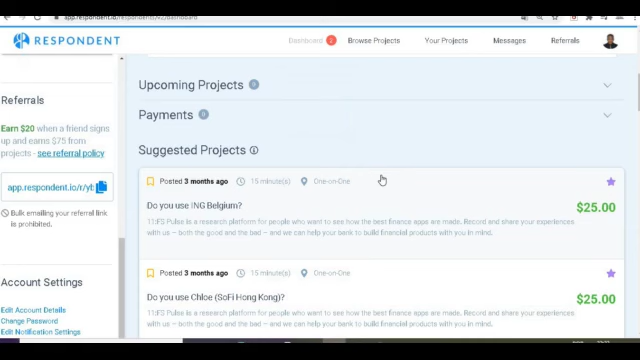 app.respondent.io/respondents/v2/dashboard
RESPONDENT
Dashboard 2 Browse Projects Your Projects Messages Referrals
Referrals
Earn $20 when a friend signs
up and earns $75 from
projects - see referral policy
app.respondent.io/r/yb
Bulk emailing your referral link
is prohibited.
Account Settings
Edit Account Details
Change Password
Edit Notification Settings
Upcoming Projects 0
Payments 0
Suggested Projects
Posted 3 months ago 15 minute(s) One-on-One
Do you use ING Belgium?
$25.00
11:FS Pulse is a research platform for people who want to see how the best finance apps are made. Record and share your experiences
with us – both the good and the bad – and we can help your bank to build financial products with you in mind.
Posted 3 months ago 15 minute(s) One-on-One
Do you use Chloe (SoFi Hong Kong)?
$25.00
11:FS Pulse is a research platform for people who want to see how the best finance apps are made. Record and share your experiences
with us – both the good and the bad – and we can help your bank to build financial products with you in mind.